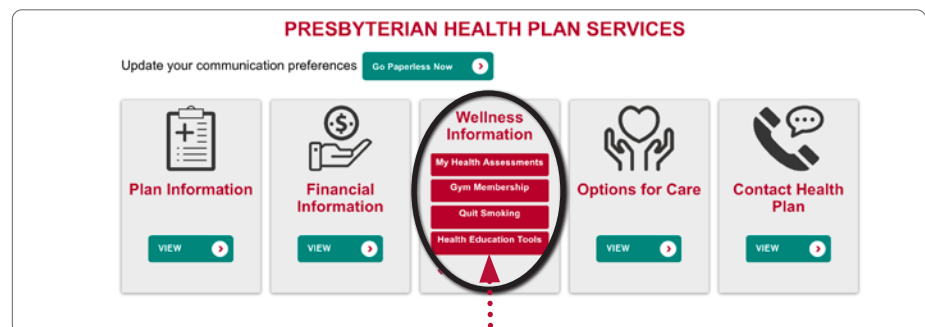 PRESBYTERIAN HEALTH PLAN SERVICES
Update your communication preferences Go Paperless Now
Plan Information
VIEW
Financial
Information
VIEW
Wellness
Information
My Health Assessments
Gym Membership
Quit Smoking
Health Education Tools
Options for Care
VIEW
Contact Health
Plan
VIEW